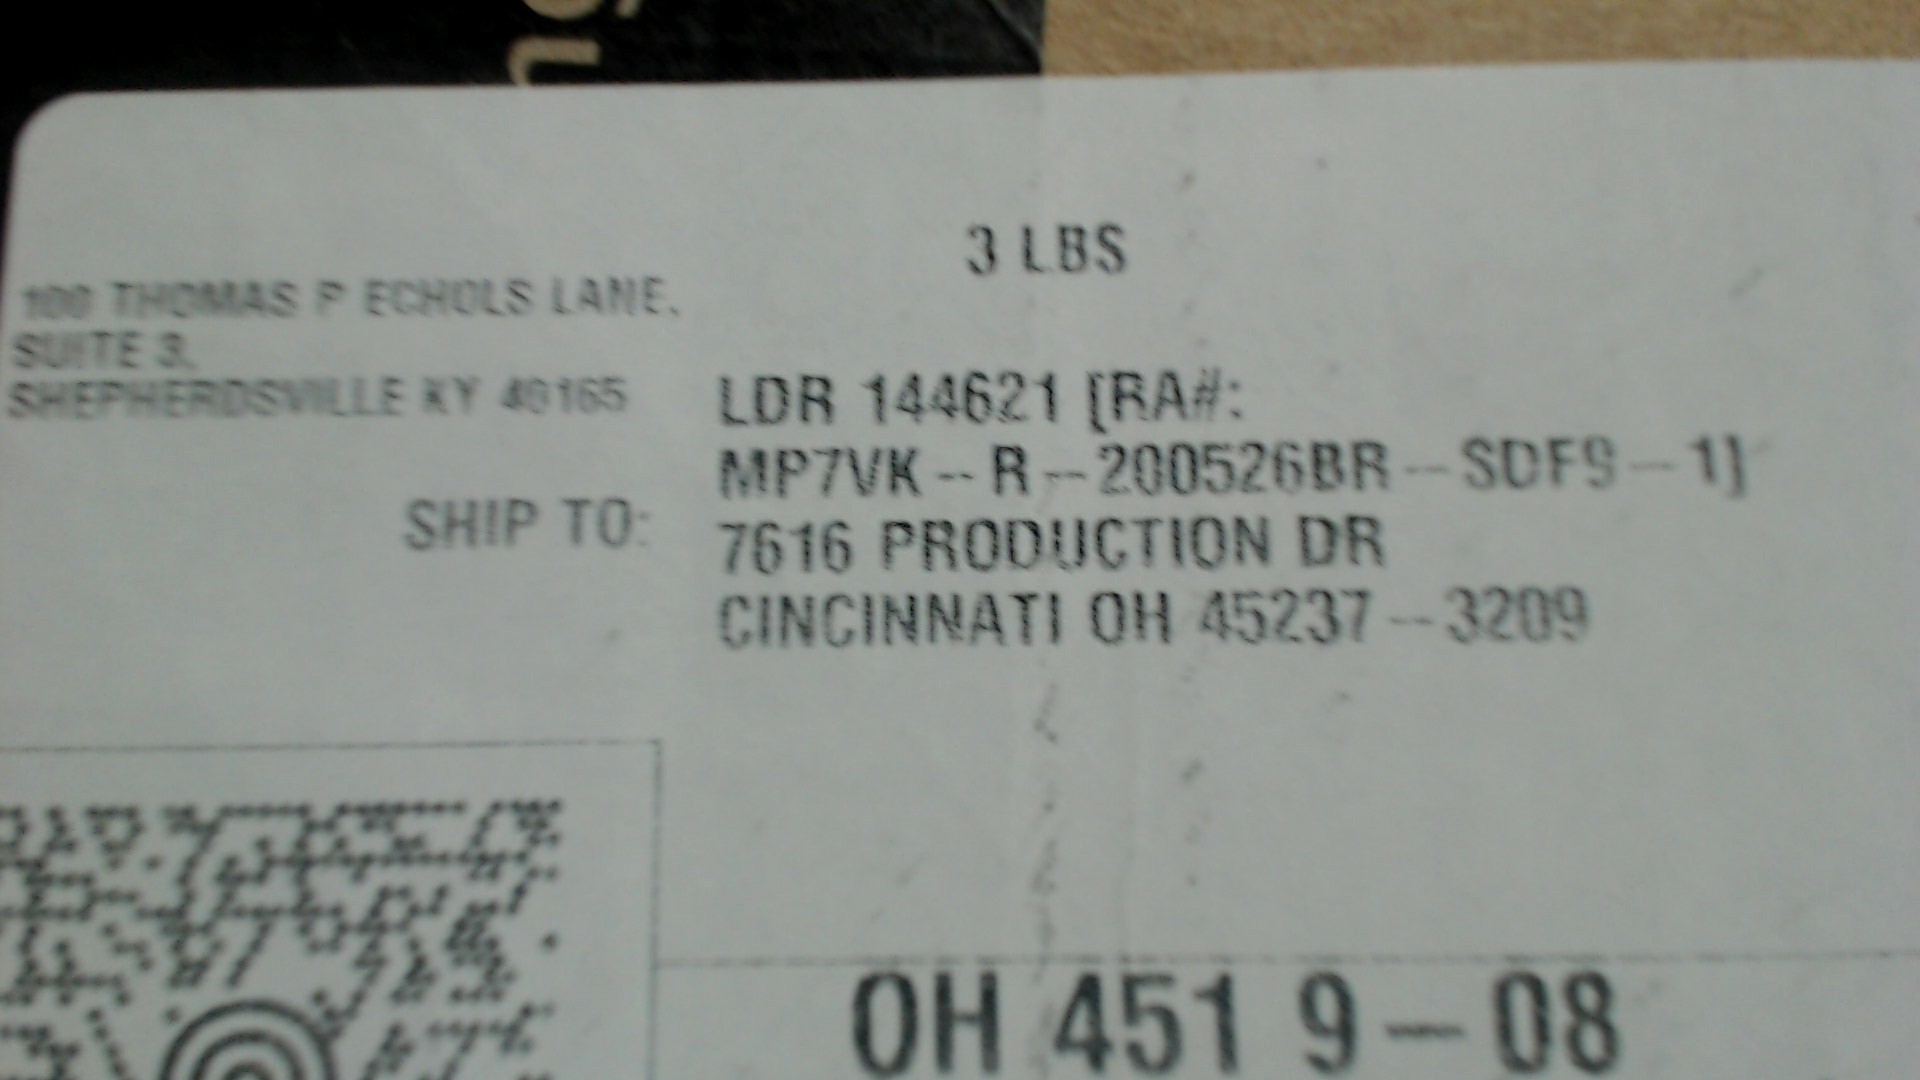 3 LBS
100 THOMAS P ECHOLS LANE,
SUITE 3,
SHEPHERDSVILLE KY 40165
LDR 144621 [RA#:
MP7VK--R--200526BR--SDF9--1]
SHIP TO:
7616 PRODUCTION DR
CINCINNATI OH 45237--3209
OH 451 9-08